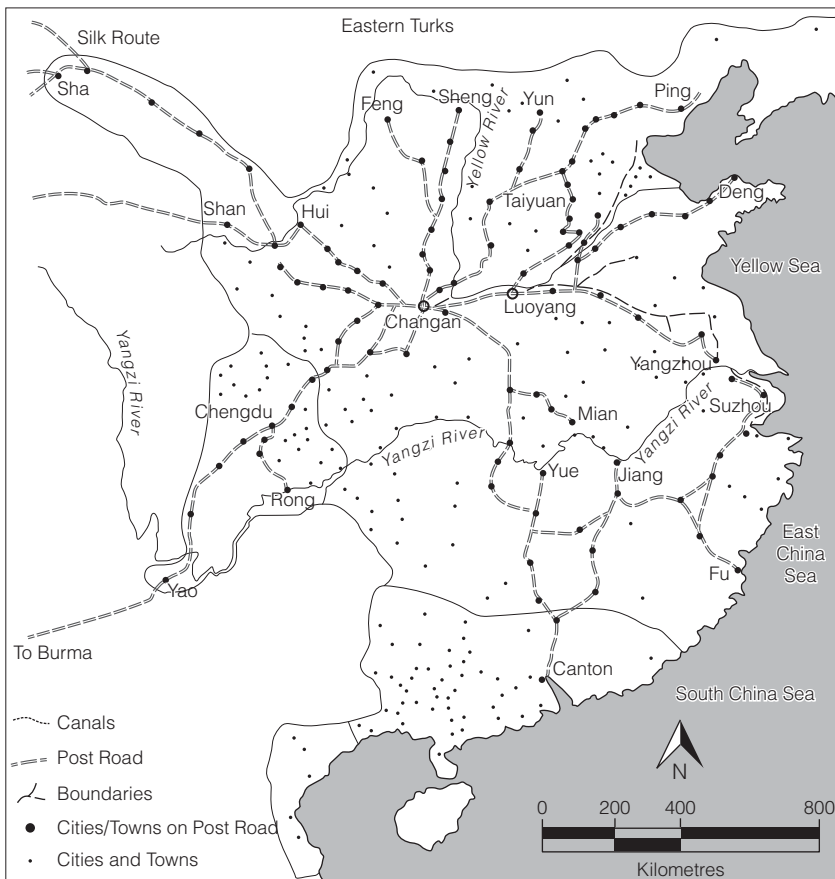 Eastern Turks
Silk Route
Sha
Feng
Sheng
Yellow River
Yun
Ping
Shan
Hui
Taiyuan
Deng
Yellow Sea
Changan
Luoyang
Yangzi River
Yangzhou
Suzhou
Chengdu
Mian
Yangzi River
Yangzi River
Rong
Yue
Jiang
East
China
Sea
Fu
Yao
To Burma
Canton
South China Sea
Canals
Post Road
Boundaries
Cities/Towns on Post Road
Cities and Towns
N
0 200 400 800
Kilometres